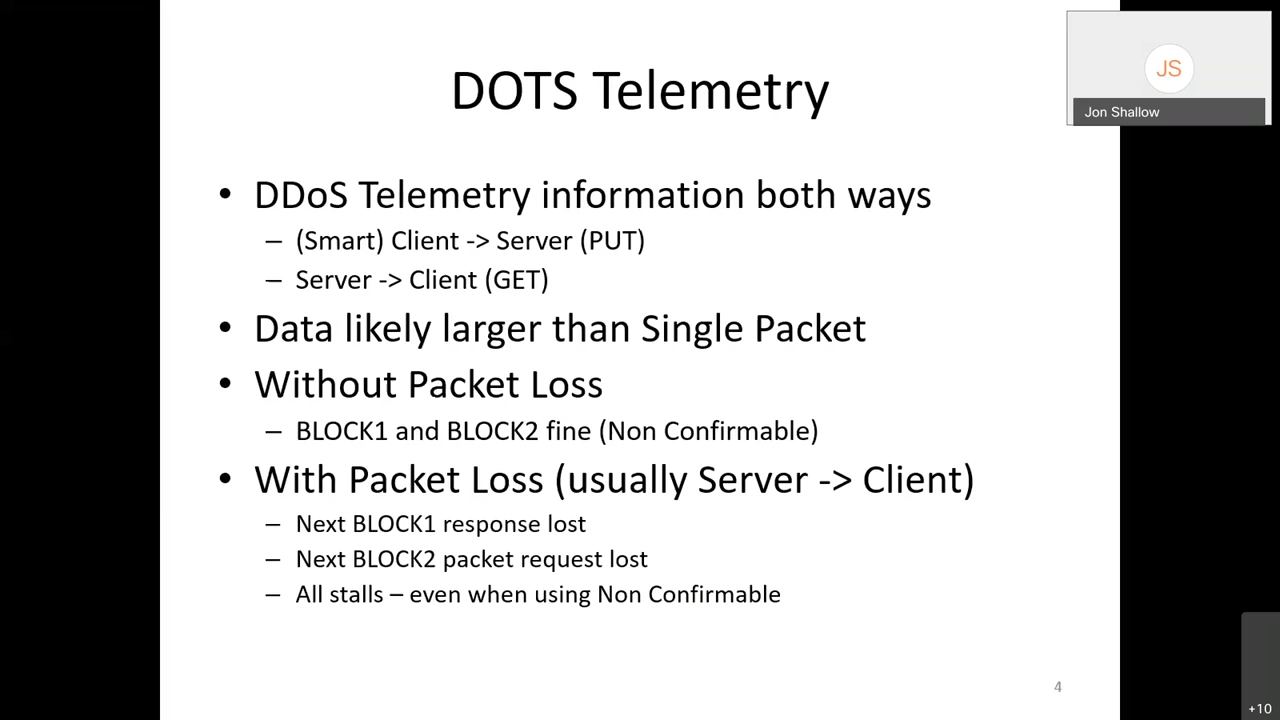 DOTS Telemetry
JS
Jon Shallow
• DDoS Telemetry information both ways
– (Smart) Client -> Server (PUT)
– Server -> Client (GET)
• Data likely larger than Single Packet
• Without Packet Loss
– BLOCK1 and BLOCK2 fine (Non Confirmable)
• With Packet Loss (usually Server -> Client)
– Next BLOCK1 response lost
– Next BLOCK2 packet request lost
– All stalls – even when using Non Confirmable
4
+10